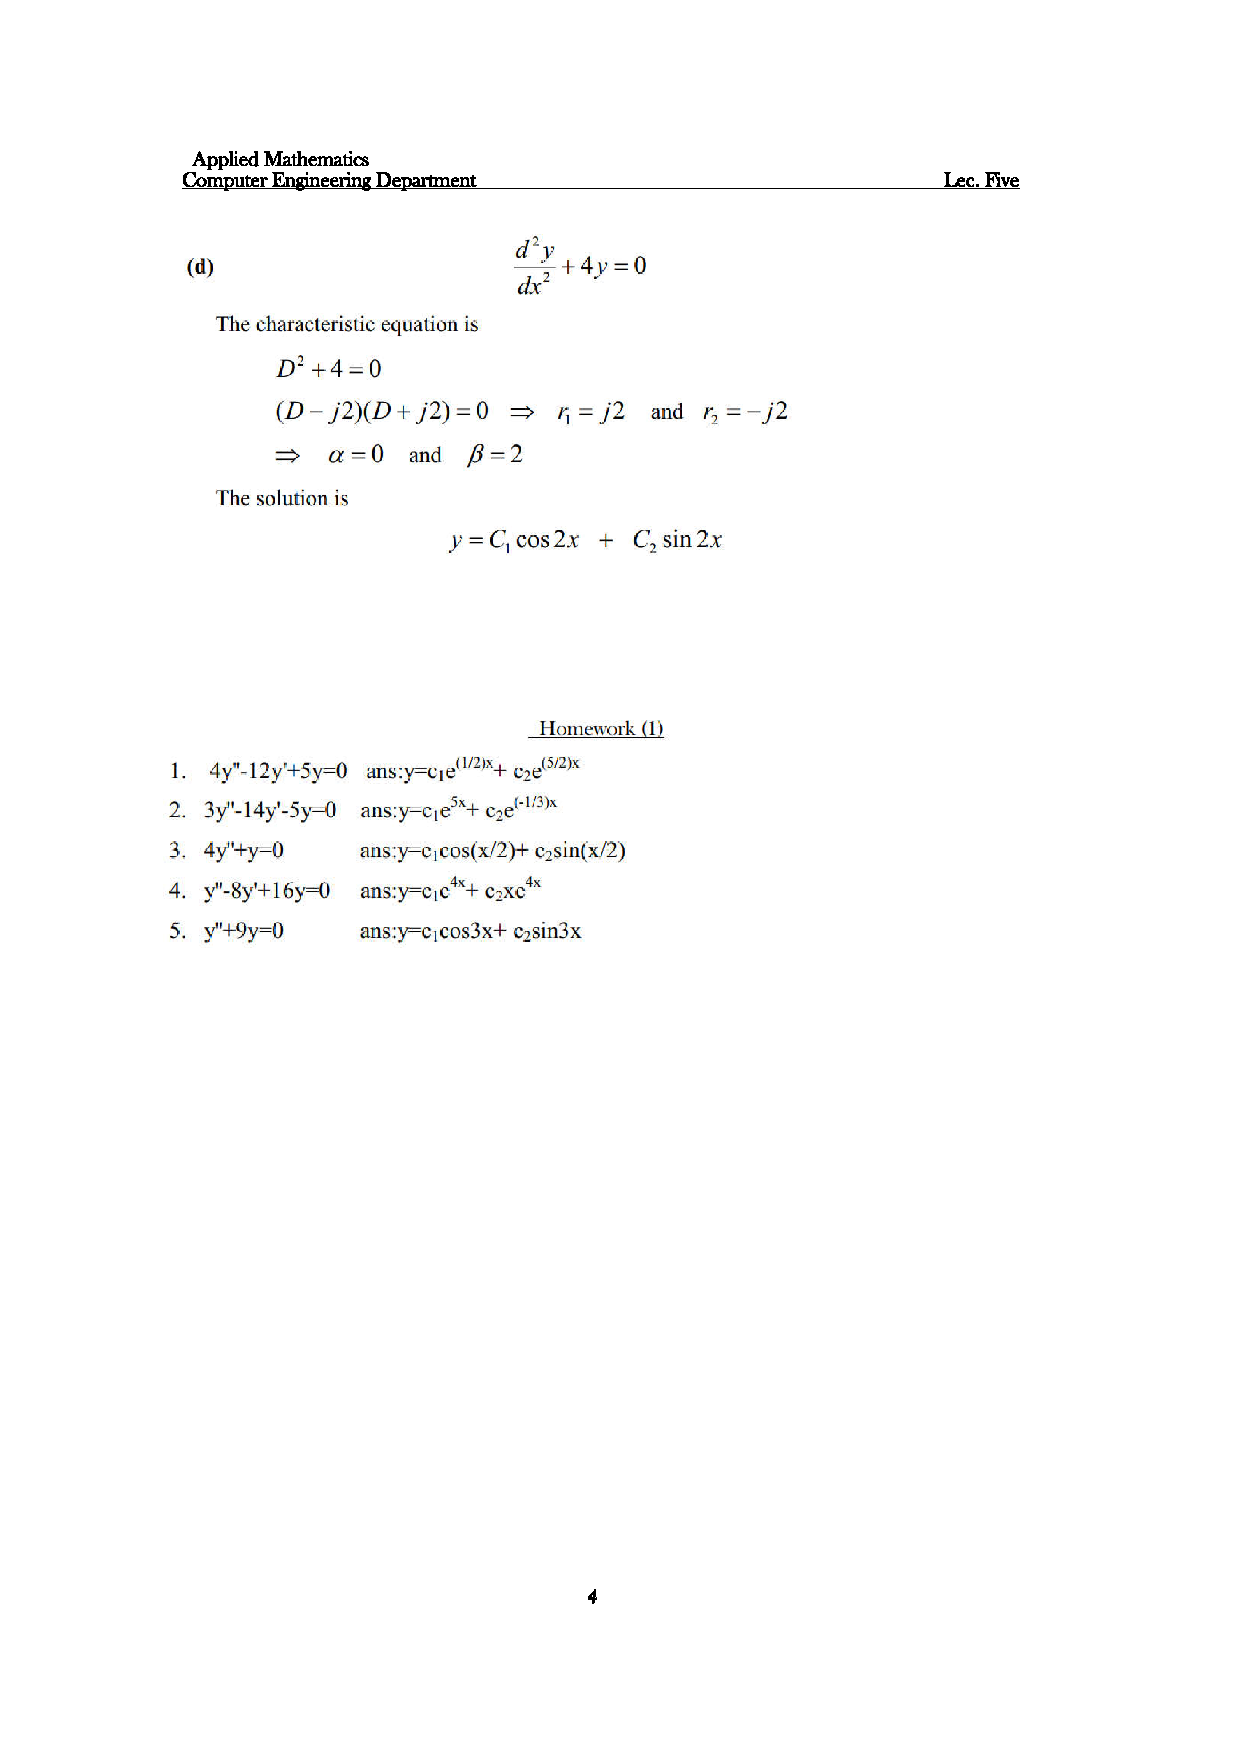 Applied Mathematics
Computer Engineering Department Lec. Five
(d) d²y/dx² + 4y = 0
The characteristic equation is
D² + 4 = 0
(D − j2)(D + j2) = 0 ⇒ r₁ = j2 and r₂ = −j2
⇒ α = 0 and β = 2
The solution is
y = C₁ cos 2x + C₂ sin 2x
Homework (1)
1. 4y''-12y'+5y=0 ans:y=c₁e^(1/2)x+ c₂e^(5/2)x
2. 3y''-14y'-5y=0 ans:y=c₁e^5x+ c₂e^(-1/3)x
3. 4y''+y=0 ans:y=c₁cos(x/2)+ c₂sin(x/2)
4. y''-8y'+16y=0 ans:y=c₁e^4x+ c₂xe^4x
5. y''+9y=0 ans:y=c₁cos3x+ c₂sin3x
4